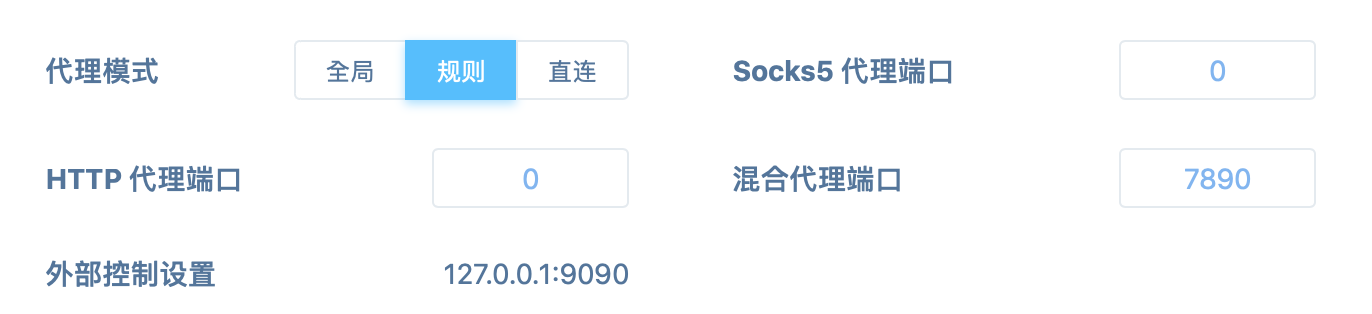 代理模式 全局 规则 直连 Socks5 代理端口 0
HTTP 代理端口 0 混合代理端口 7890
外部控制设置 127.0.0.1:9090